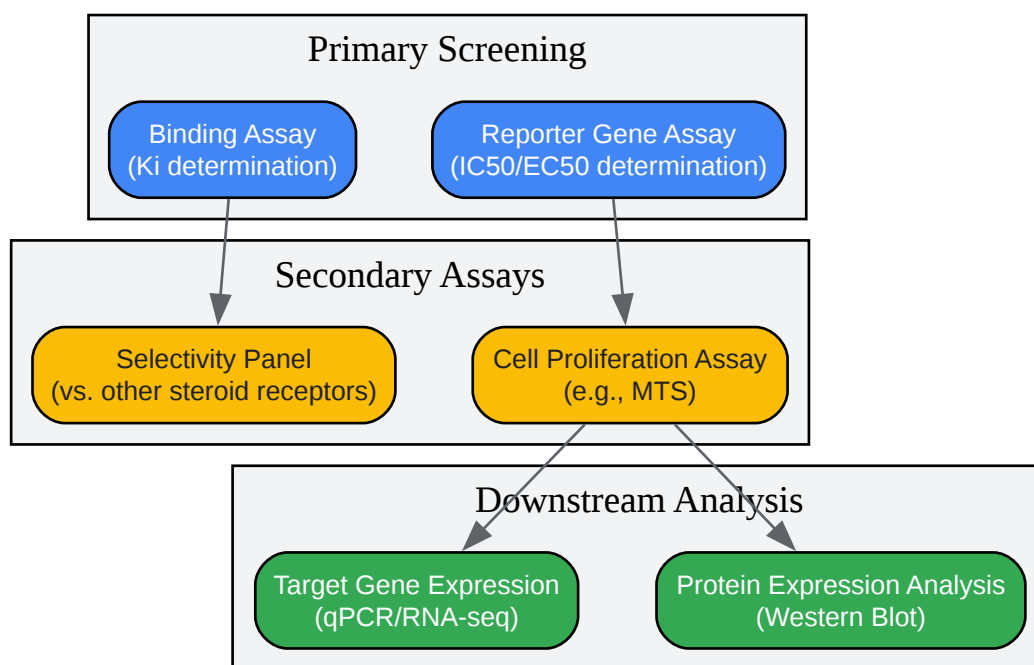 Primary Screening
Binding Assay
(Ki determination)
Reporter Gene Assay
(IC50/EC50 determination)
Secondary Assays
Selectivity Panel
(vs. other steroid receptors)
Cell Proliferation Assay
(e.g., MTS)
Downstream Analysis
Target Gene Expression
(qPCR/RNA-seq)
Protein Expression Analysis
(Western Blot)